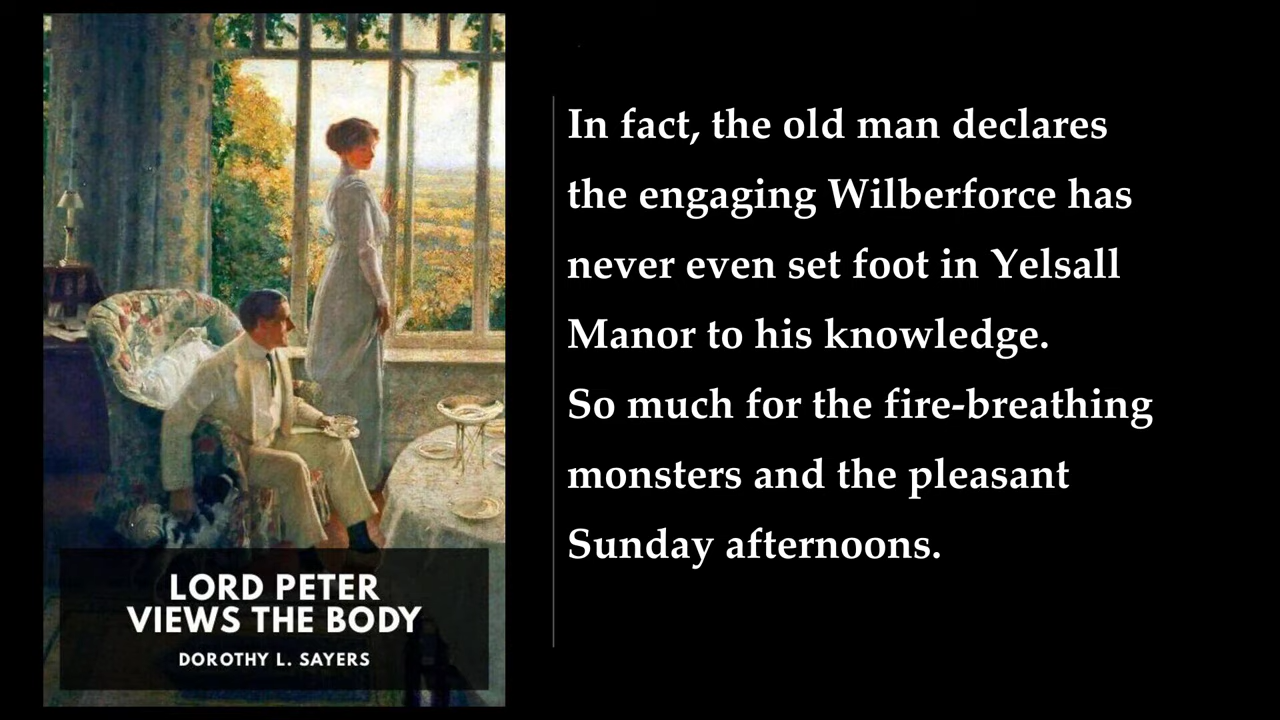 In fact, the old man declares
the engaging Wilberforce has
never even set foot in Yelsall
Manor to his knowledge.
So much for the fire-breathing
monsters and the pleasant
Sunday afternoons.
LORD PETER
VIEWS THE BODY
DOROTHY L. SAYERS